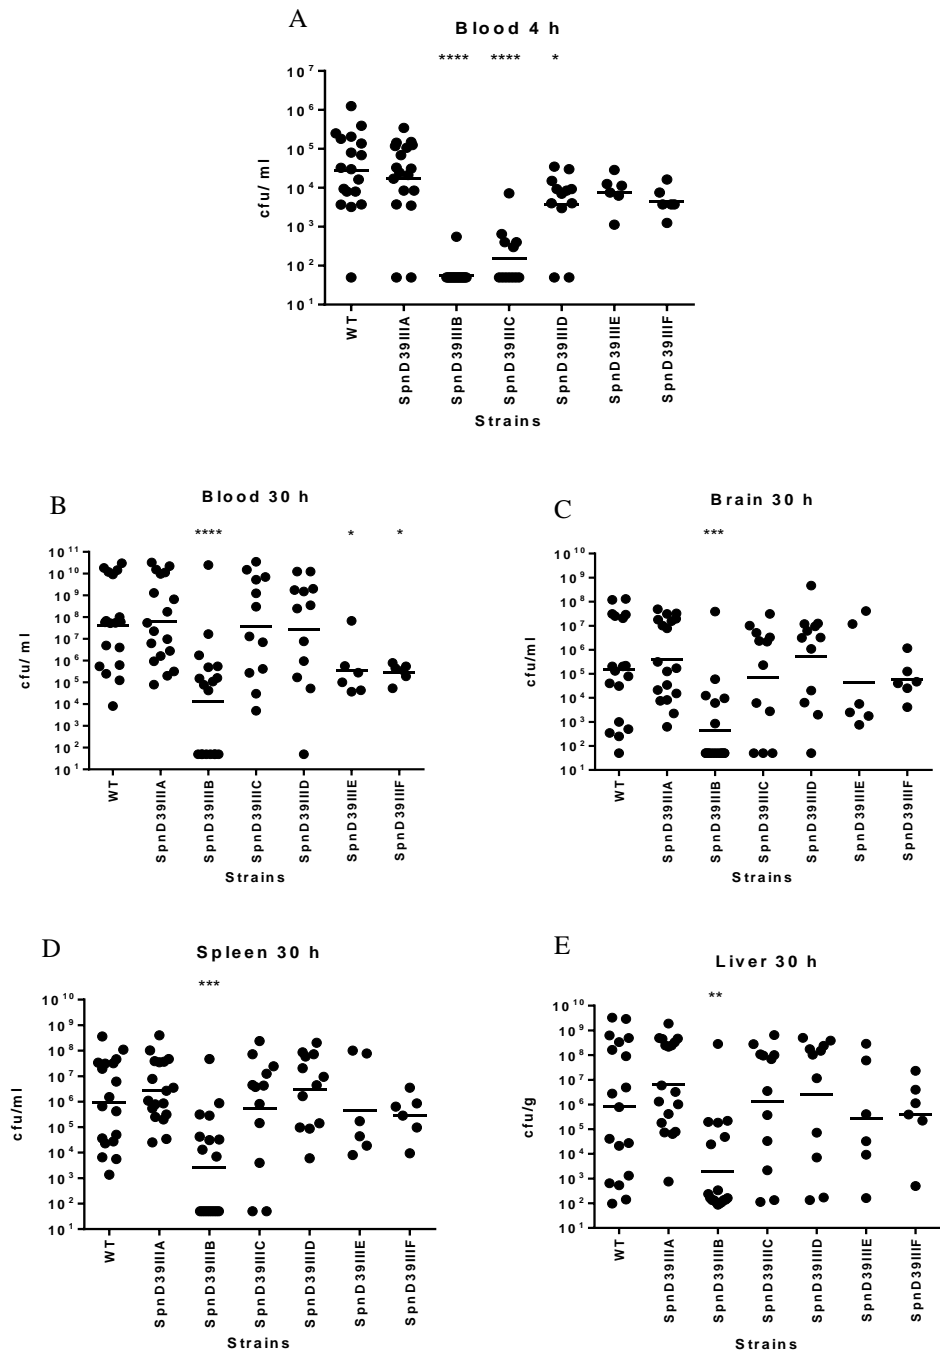 A
Blood 4 h
**** **** *
10^7
10^6
10^5
10^4
10^3
10^2
10^1
cfu/ ml
WT
SpnD39IIIA
SpnD39IIIB
SpnD39IIIC
SpnD39IIID
SpnD39IIIE
SpnD39IIIF
Strains
B
Blood 30 h
**** * *
10^11
10^10
10^9
10^8
10^7
10^6
10^5
10^4
10^3
10^2
10^1
cfu/ ml
WT
SpnD39IIIA
SpnD39IIIB
SpnD39IIIC
SpnD39IIID
SpnD39IIIE
SpnD39IIIF
Strains
C
Brain 30 h
***
10^10
10^9
10^8
10^7
10^6
10^5
10^4
10^3
10^2
10^1
cfu/ml
WT
SpnD39IIIA
SpnD39IIIB
SpnD39IIIC
SpnD39IIID
SpnD39IIIE
SpnD39IIIF
Strains
D
Spleen 30 h
***
10^10
10^9
10^8
10^7
10^6
10^5
10^4
10^3
10^2
10^1
cfu/ml
WT
SpnD39IIIA
SpnD39IIIB
SpnD39IIIC
SpnD39IIID
SpnD39IIIE
SpnD39IIIF
Strains
E
Liver 30 h
**
10^10
10^9
10^8
10^7
10^6
10^5
10^4
10^3
10^2
10^1
cfu/g
WT
SpnD39IIIA
SpnD39IIIB
SpnD39IIIC
SpnD39IIID
SpnD39IIIE
SpnD39IIIF
Strains